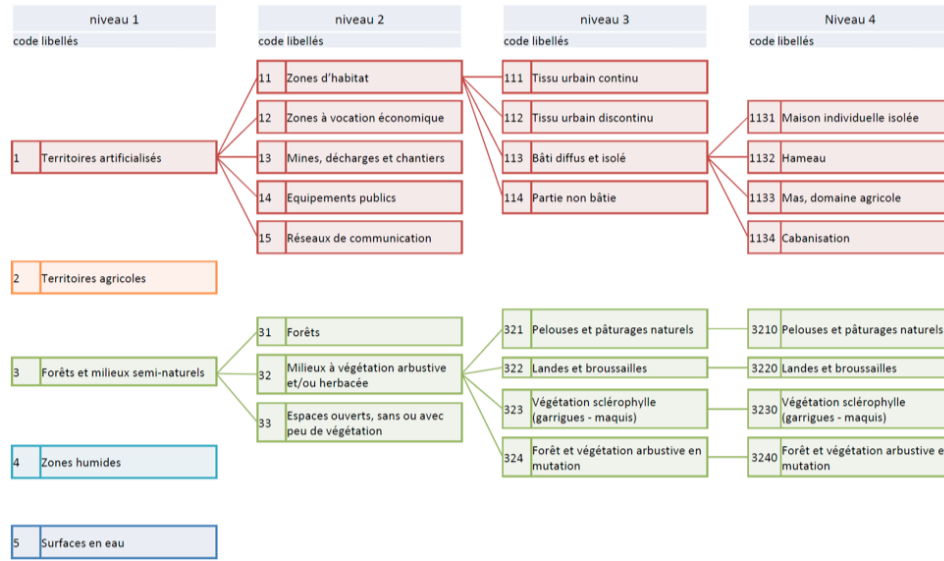 niveau 1
niveau 2
niveau 3
Niveau 4
code libellés
code libellés
code libellés
code libellés
11 Zones d'habitat
111 Tissu urbain continu
12 Zones à vocation économique
112 Tissu urbain discontinu
1131 Maison individuelle isolée
1 Territoires artificialisés
13 Mines, décharges et chantiers
113 Bâti diffus et isolé
1132 Hameau
14 Equipements publics
114 Partie non bâtie
1133 Mas, domaine agricole
15 Réseaux de communication
1134 Cabanisation
2 Territoires agricoles
31 Forêts
321 Pelouses et pâturages naturels
3210 Pelouses et pâturages naturels
3 Forêts et milieux semi-naturels
32 Milieux à végétation arbustive
et/ou herbacée
322 Landes et broussailles
3220 Landes et broussailles
33 Espaces ouverts, sans ou avec
peu de végétation
323 Végétation sclérophylle
(garrigues - maquis)
3230 Végétation sclérophylle
(garrigues - maquis)
4 Zones humides
324 Forêt et végétation arbustive en
mutation
3240 Forêt et végétation arbustive e
mutation
5 Surfaces en eau